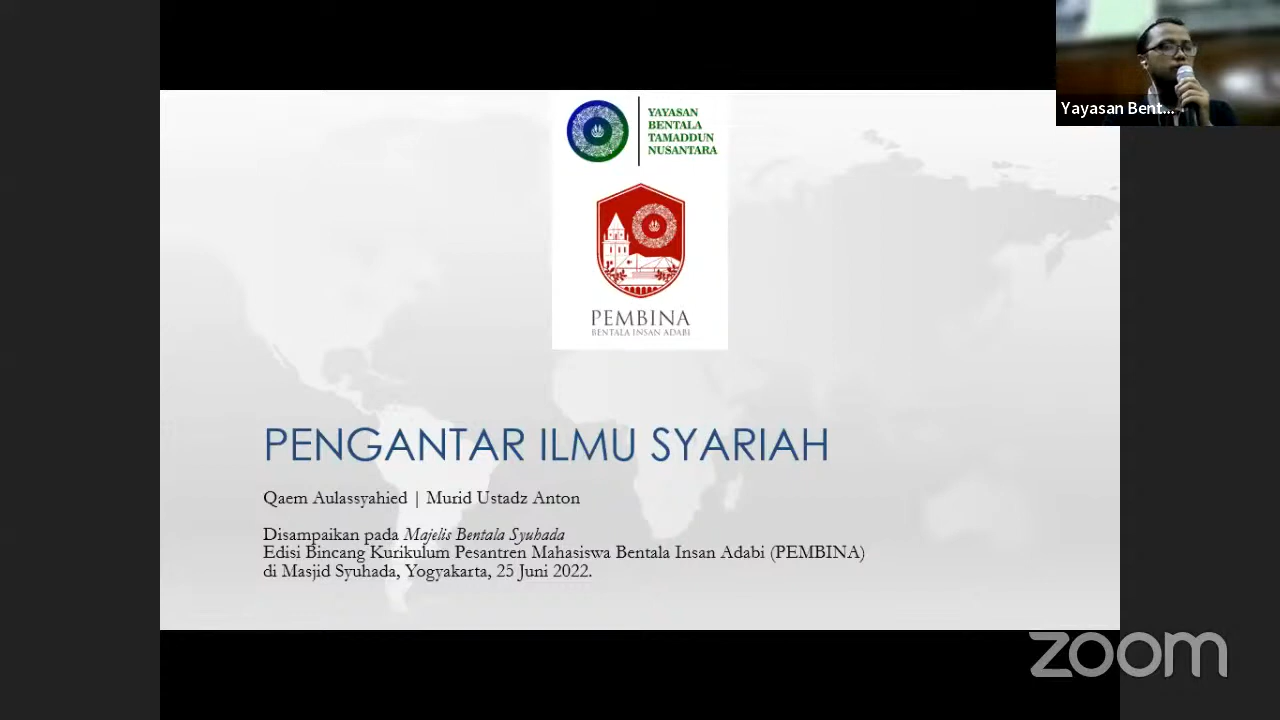 YAYASAN
BENTALA
TAMADDUN
NUSANTARA
Yayasan Bent...
PEMBINA
BENTALA INSAN ADABI
PENGANTAR ILMU SYARIAH
Qaem Aulassyahied | Murid Ustadz Anton
Disampaikan pada Majelis Bentala Syuhada
Edisi Bincang Kurikulum Pesantren Mahasiswa Bentala Insan Adabi (PEMBINA)
di Masjid Syuhada, Yogyakarta, 25 Juni 2022.
zoom